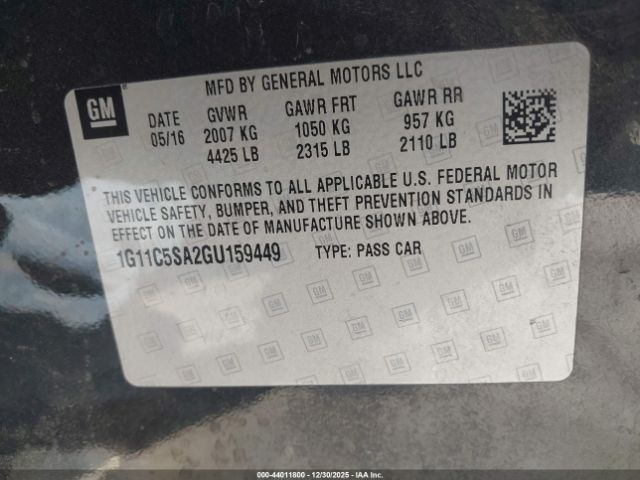 MFD BY GENERAL MOTORS LLC
GM
DATE GVWR GAWR FRT GAWR RR
05/16 2007 KG 1050 KG 957 KG
4425 LB 2315 LB 2110 LB
THIS VEHICLE CONFORMS TO ALL APPLICABLE U.S. FEDERAL MOTOR
VEHICLE SAFETY, BUMPER, AND THEFT PREVENTION STANDARDS IN
EFFECT ON THE DATE OF MANUFACTURE SHOWN ABOVE.
1G11C5SA2GU159449 TYPE: PASS CAR
000-44011800 - 12/30/2025 - IAAI.COM